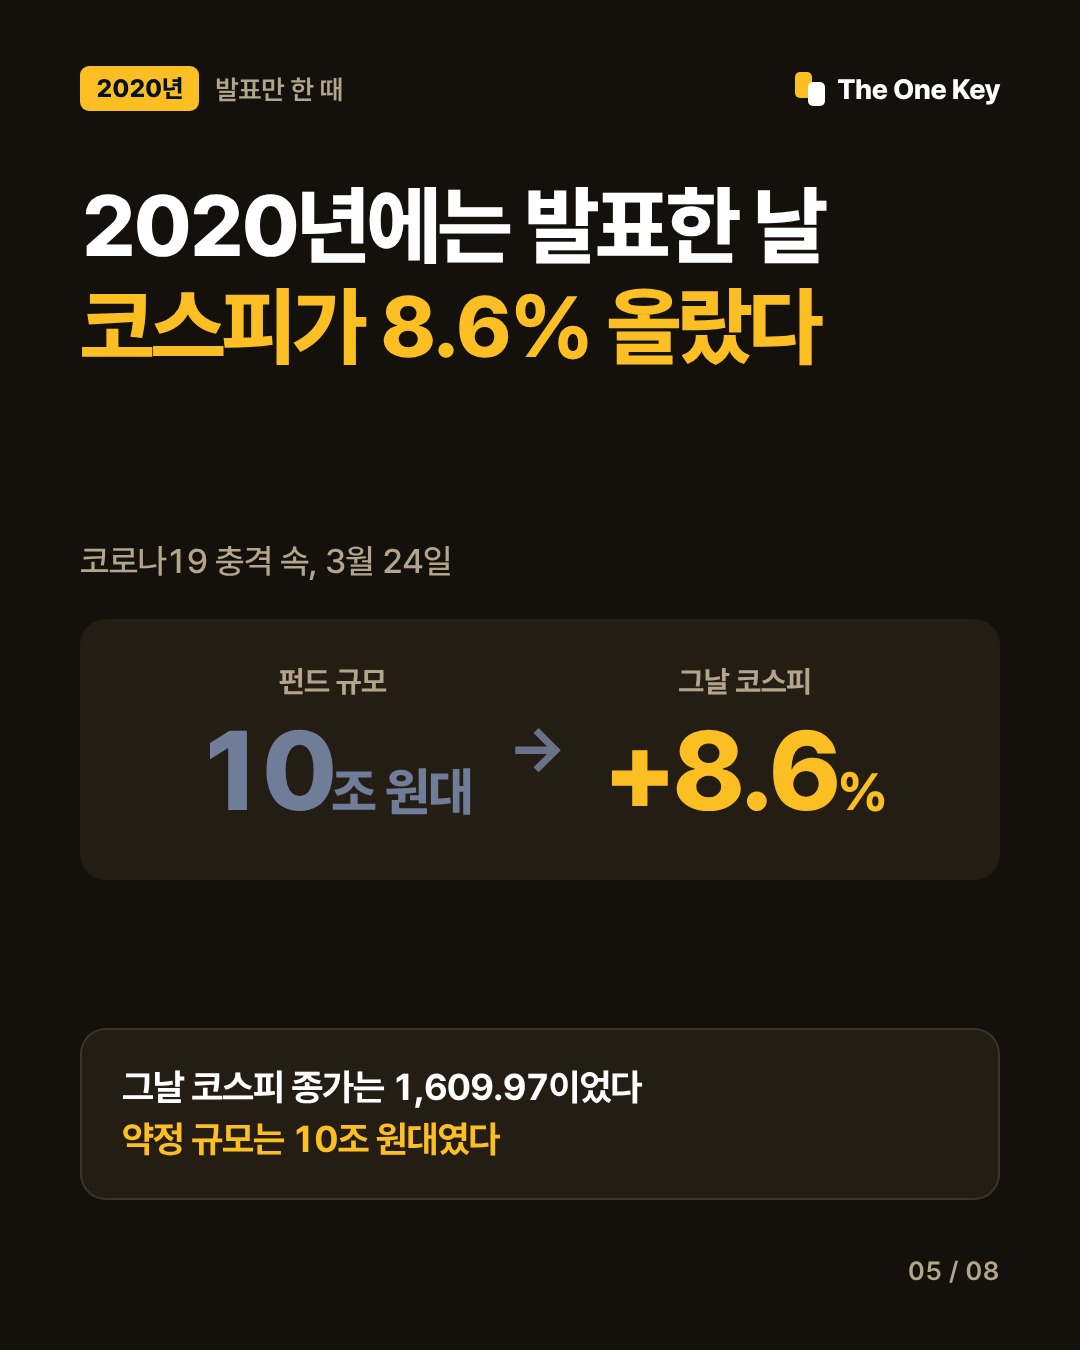 2020년 발표만 한 때
The One Key
2020년에는 발표한 날
코스피가 8.6% 올랐다
코로나19 충격 속, 3월 24일
펀드 규모
10조 원대
→
그날 코스피
+8.6%
그날 코스피 종가는 1,609.97이었다
약정 규모는 10조 원대였다
05 / 08